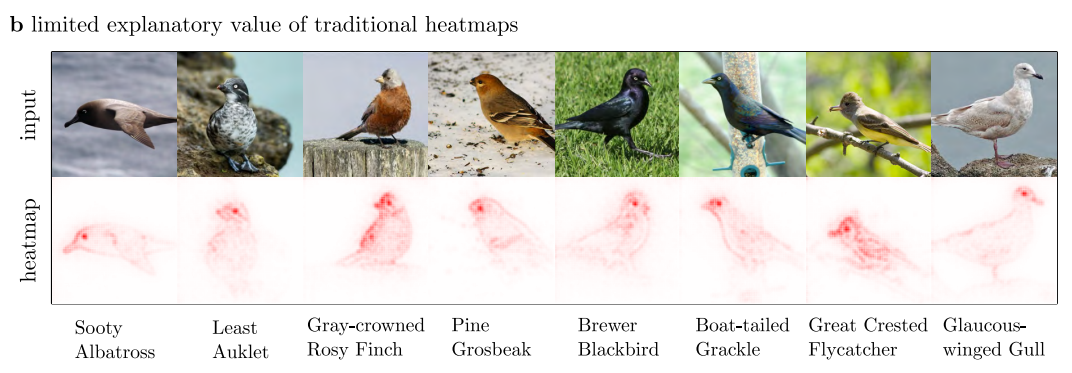 b limited explanatory value of traditional heatmaps
input
heatmap
Sooty
Albatross
Least
Auklet
Gray-crowned
Rosy Finch
Pine
Grosbeak
Brewer
Blackbird
Boat-tailed
Grackle
Great Crested
Flycatcher
Glaucous-
winged Gull